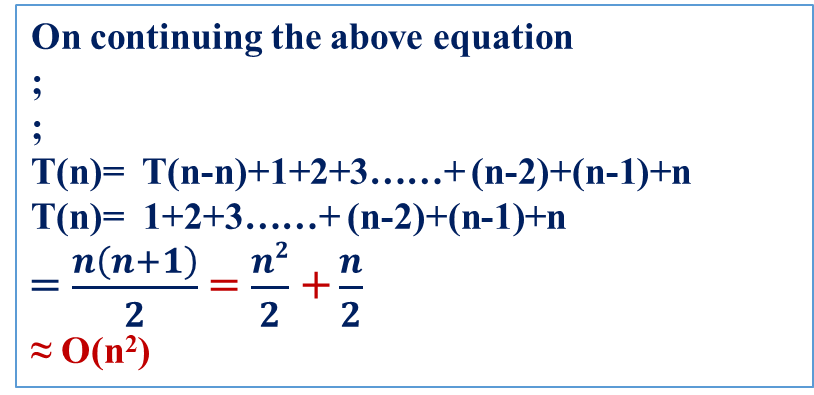 On continuing the above equation
;
;
T(n)= T(n-n)+1+2+3……+(n-2)+(n-1)+n
T(n)= 1+2+3……+(n-2)+(n-1)+n
= n(n+1)/2 = n²/2 + n/2
≈ O(n²)